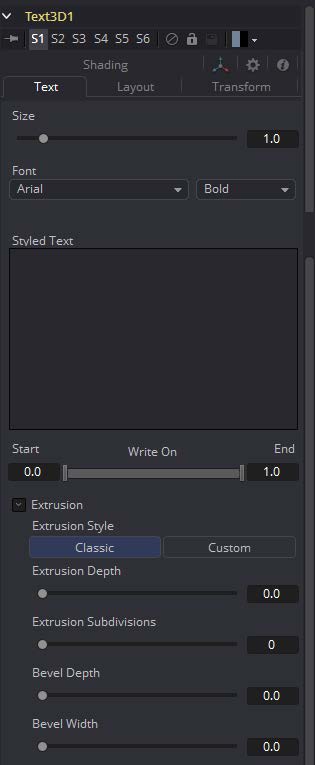 Text3D1
S1 S2 S3 S4 S5 S6
Shading
Text Layout Transform
Size
1.0
Font
Arial Bold
Styled Text
Start Write On End
0.0 1.0
Extrusion
Extrusion Style
Classic Custom
Extrusion Depth
0.0
Extrusion Subdivisions
0
Bevel Depth
0.0
Bevel Width
0.0